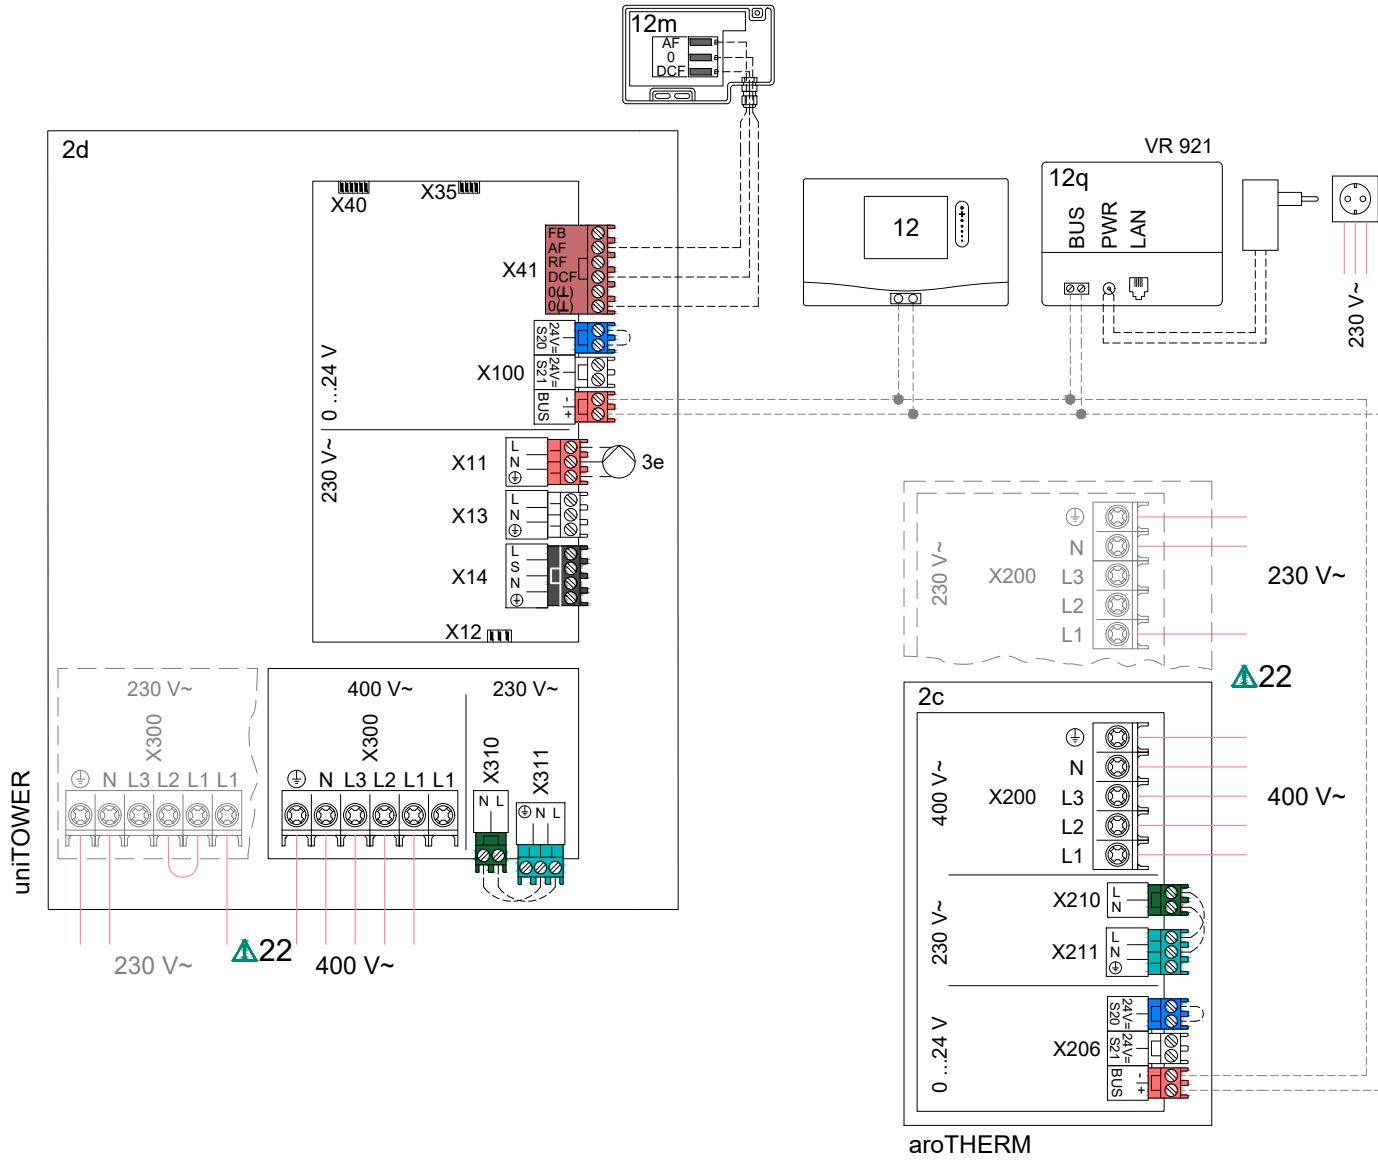 12m
AF
0
DCF
2d
X40
X35
FB
AF
RF
DCF
0(⊥)
0(⊥)
X41
24V=
S20
24V=
S21
BUS
-
+
X100
0 ...24 V
230 V~
X11
L
N
⏚
3e
X13
L
N
⏚
X14
L
S
N
⏚
X12
12
VR 921
12q
BUS
PWR
LAN
230 V~
230 V~
X200
⏚
N
L3
L2
L1
230 V~
22
2c
400 V~
X200
⏚
N
L3
L2
L1
400 V~
230 V~
X210
L
N
X211
L
N
⏚
0 ...24 V
X206
24V=
S20
24V=
S21
BUS
-
+
aroTHERM
230 V~
X300
⏚ N L3 L2 L1 L1
400 V~
X300
⏚ N L3 L2 L1 L1
230 V~
X310
N L
X311
⏚ N L
uniTOWER
230 V~
22
400 V~